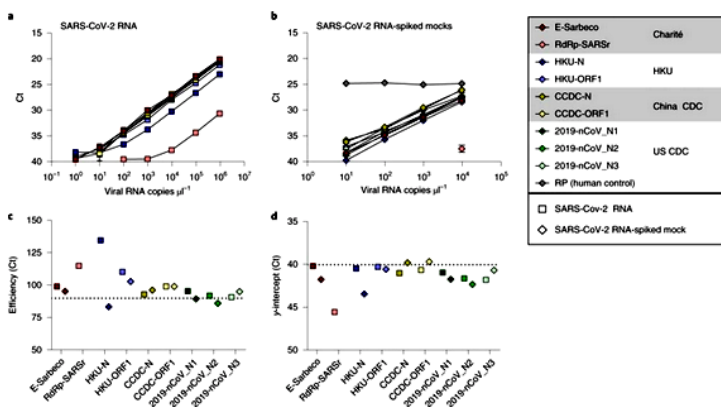 a
SARS-CoV-2 RNA
Ct
15
20
25
30
35
40
10⁻¹ 10⁰ 10¹ 10² 10³ 10⁴ 10⁵ 10⁶ 10⁷
Viral RNA copies µl⁻¹
b
SARS-CoV-2 RNA-spiked mocks
Ct
15
20
25
30
35
40
10⁰ 10¹ 10² 10³ 10⁴ 10⁵
Viral RNA copies µl⁻¹
E-Sarbeco
RdRp-SARSr
Charité
HKU-N
HKU-ORF1
HKU
CCDC-N
CCDC-ORF1
China CDC
2019-nCoV_N1
2019-nCoV_N2
2019-nCoV_N3
US CDC
RP (human control)
SARS-Cov-2 RNA
SARS-CoV-2 RNA-spiked mock
c
Efficiency (Ct)
150
125
100
75
50
E-Sarbeco
RdRp-SARSr
HKU-N
HKU-ORF1
CCDC-N
CCDC-ORF1
2019-nCoV_N1
2019-nCoV_N2
2019-nCoV_N3
d
y-intercept (Ct)
35
40
45
50
E-Sarbeco
RdRp-SARSr
HKU-N
HKU-ORF1
CCDC-N
CCDC-ORF1
2019-nCoV_N1
2019-nCoV_N2
2019-nCoV_N3